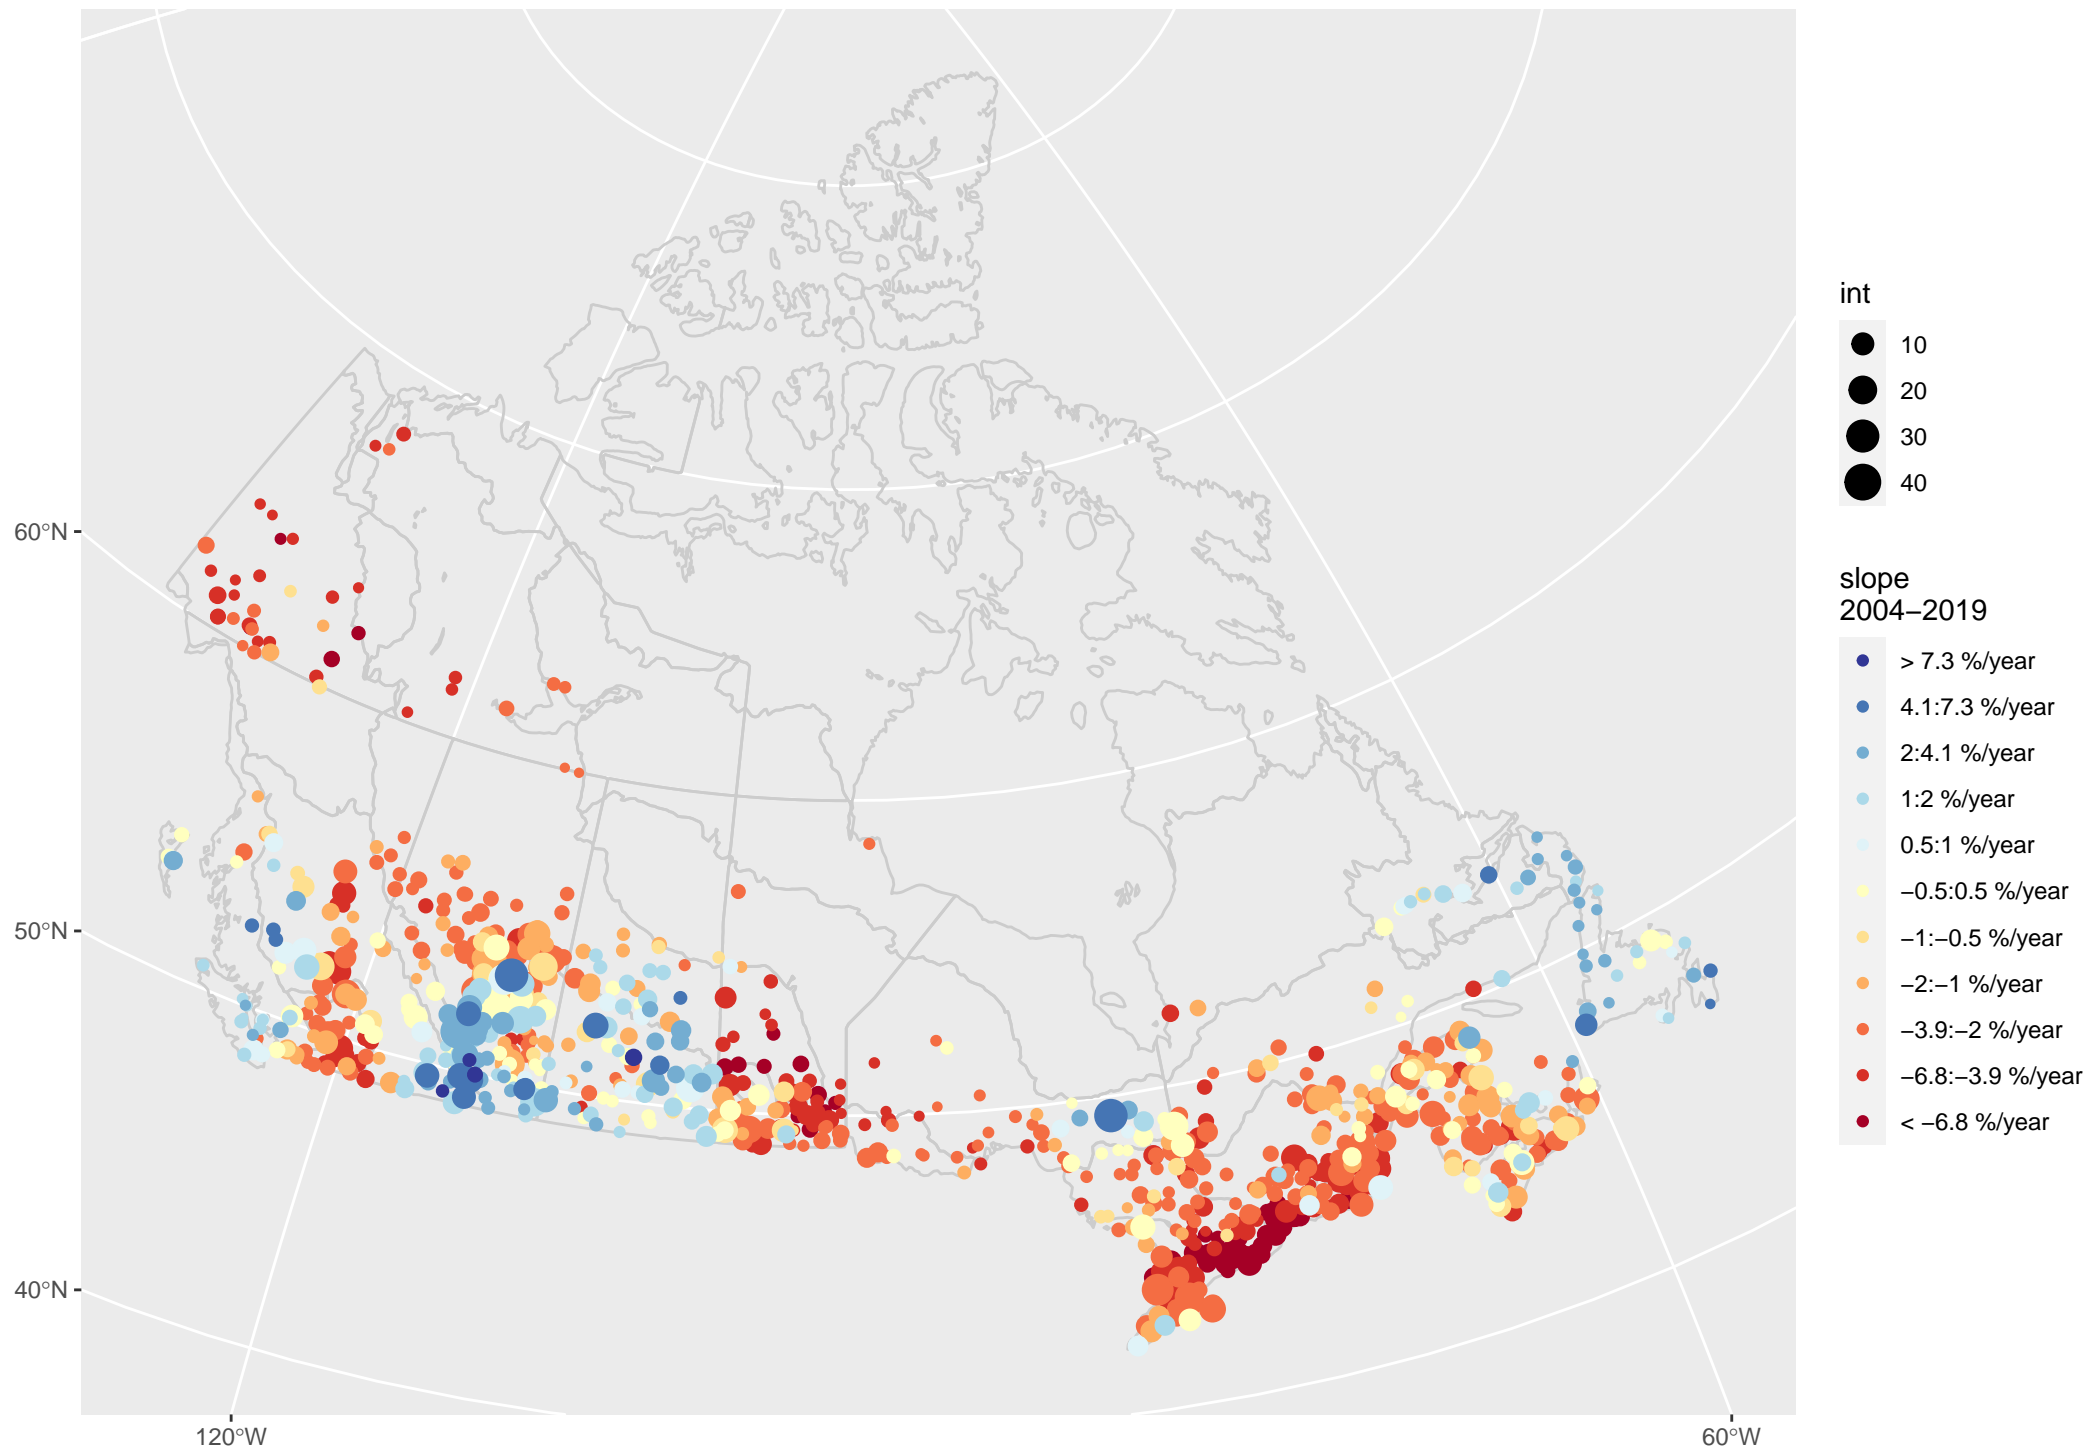 60°N
50°N
40°N
120°W
60°W
int
10
20
30
40
slope
2004–2019
> 7.3 %/year
4.1:7.3 %/year
2:4.1 %/year
1:2 %/year
0.5:1 %/year
−0.5:0.5 %/year
−1:−0.5 %/year
−2:−1 %/year
−3.9:−2 %/year
−6.8:−3.9 %/year
< −6.8 %/year